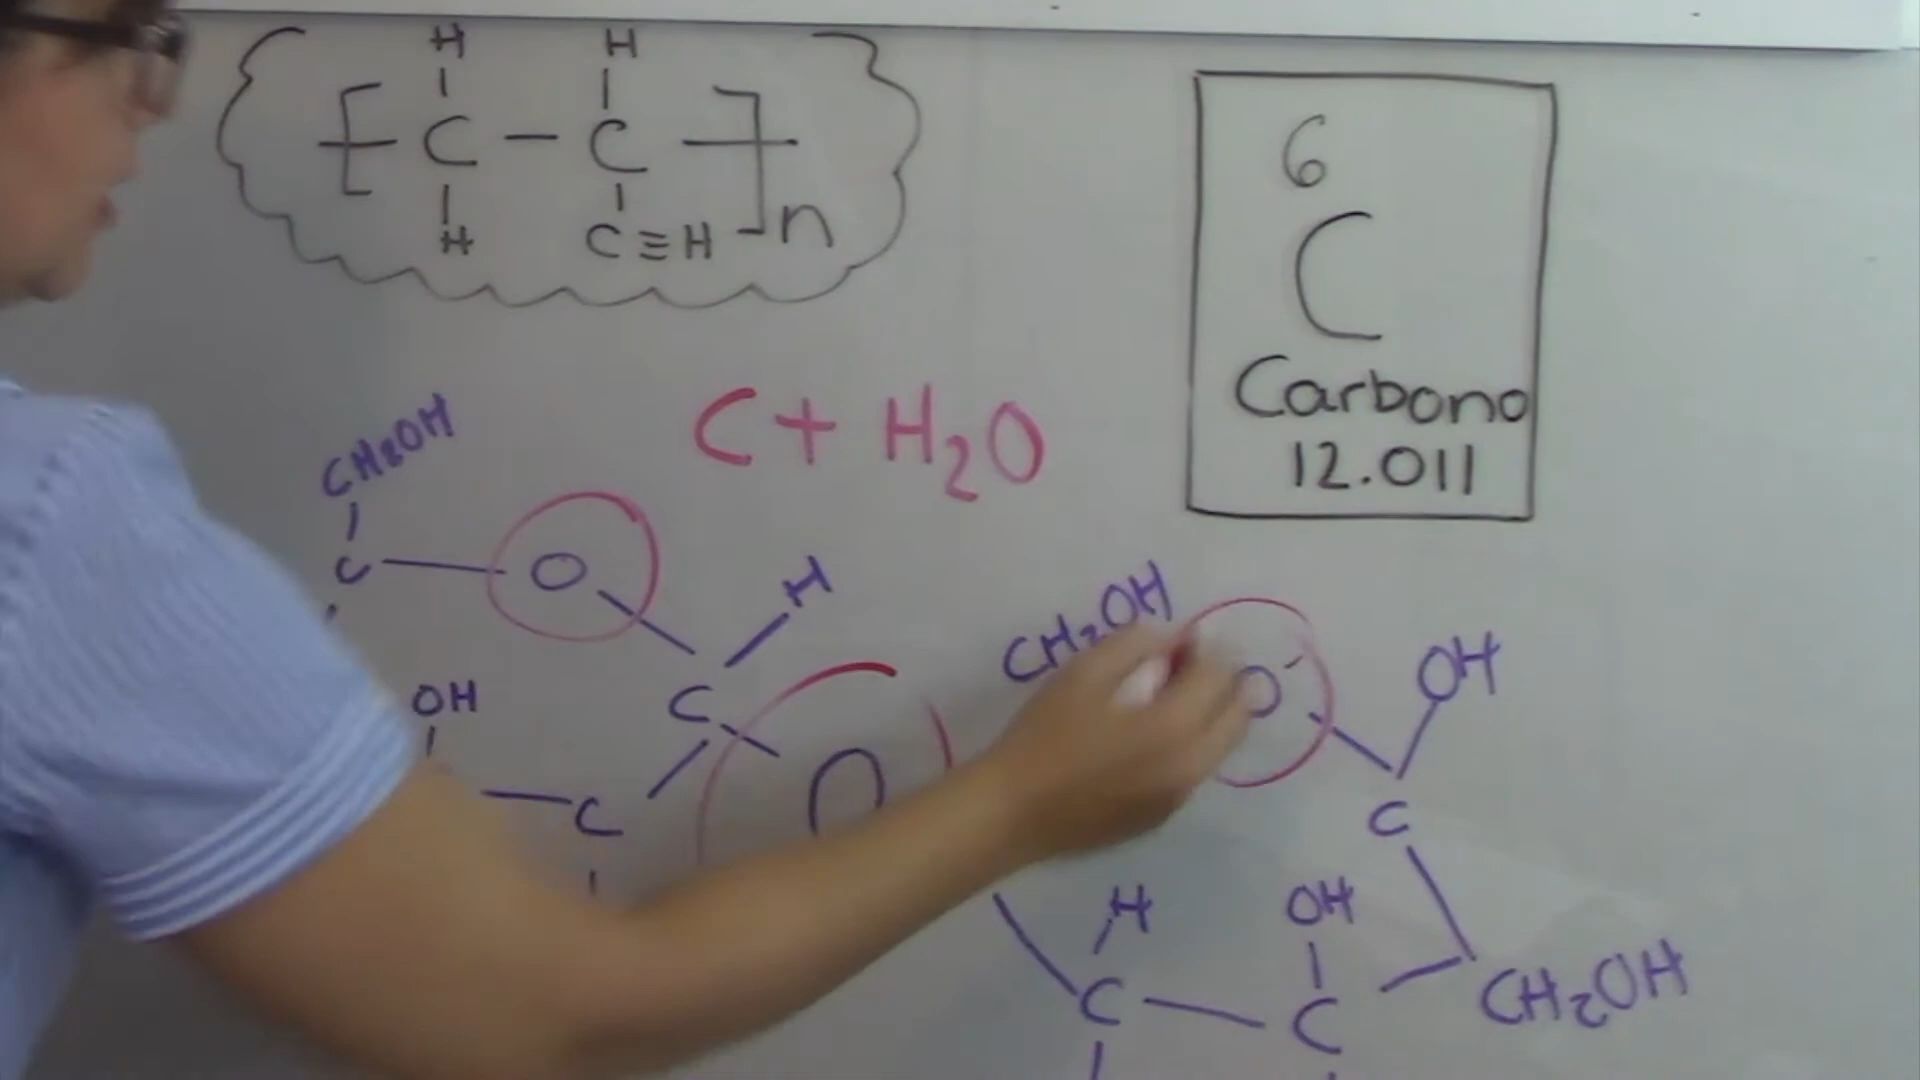 H H
[ C — C ]n
H C≡H
6
C
Carbono
12.011
C + H₂O
CH₂OH
C — O
H
C
OH
C
CH₂OH
O
OH
C
O
H
OH
C — C
CH₂OH